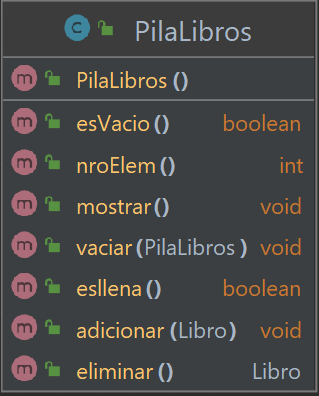 PilaLibros
PilaLibros()
esVacio() boolean
nroElem() int
mostrar() void
vaciar(PilaLibros) void
esllena() boolean
adicionar(Libro) void
eliminar() Libro